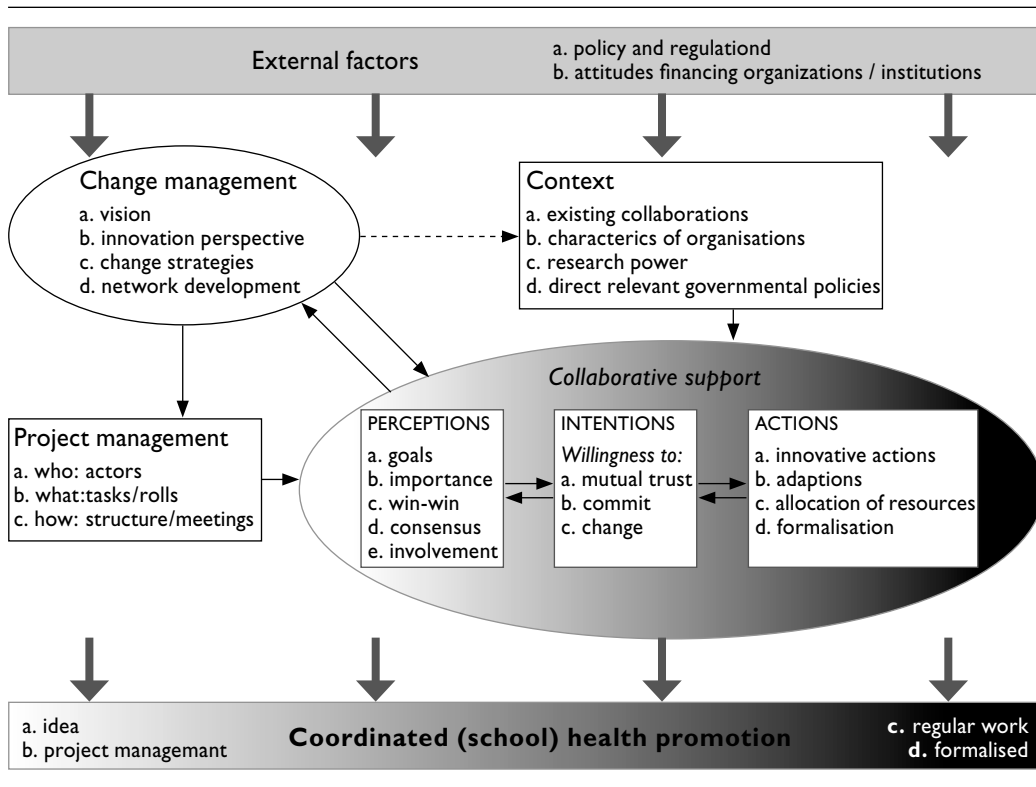 External factors
a. policy and regulationd
b. attitudes financing organizations / institutions
Change management
a. vision
b. innovation perspective
c. change strategies
d. network development
Context
a. existing collaborations
b. characterics of organisations
c. research power
d. direct relevant governmental policies
Collaborative support
Project management
a. who: actors
b. what:tasks/rolls
c. how: structure/meetings
PERCEPTIONS
a. goals
b. importance
c. win-win
d. consensus
e. involvement
INTENTIONS
Willingness to:
a. mutual trust
b. commit
c. change
ACTIONS
a. innovative actions
b. adaptions
c. allocation of resources
d. formalisation
a. idea
b. project managemant
Coordinated (school) health promotion
c. regular work
d. formalised